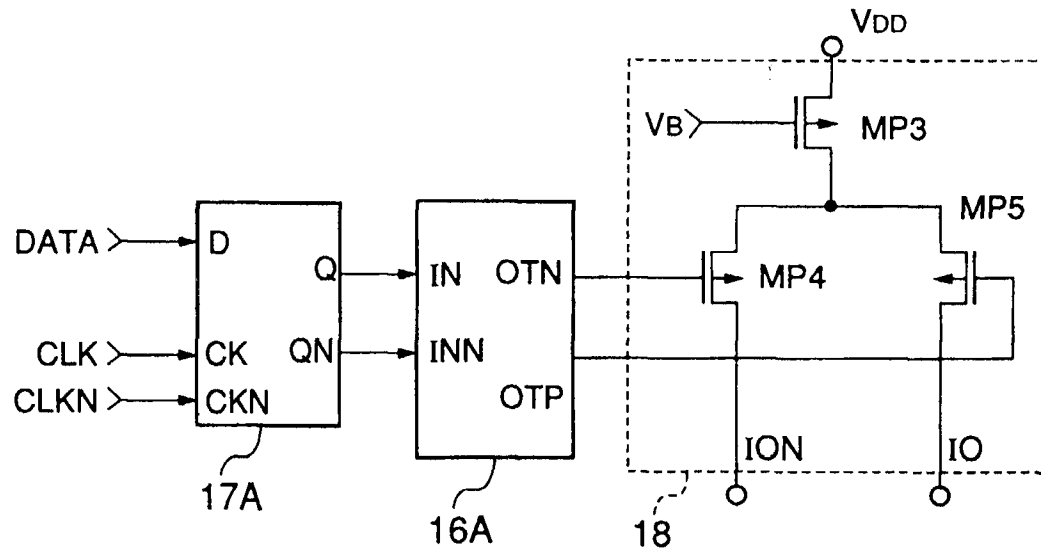 VDD
VB
MP3
MP5
DATA
D
Q
IN
OTN
MP4
CLK
CK
QN
INN
CLKN
CKN
OTP
ION
IO
17A
16A
18